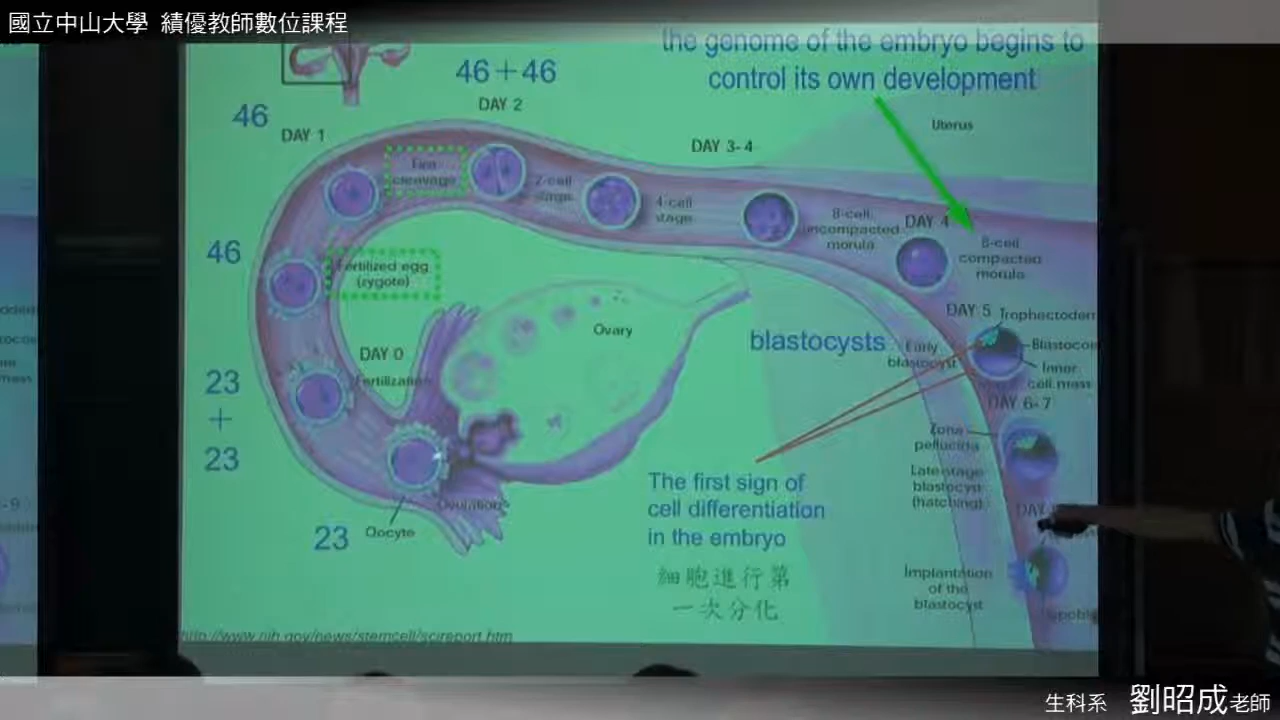 國立中山大學 績優教師數位課程
the genome of the embryo begins to
control its own development
46+46
DAY 2
46
DAY 1
Uterus
DAY 3-4
First
cleavage
2-cell
stage
4-cell
stage
8-cell
uncompacted
morula
DAY 4
8-cell
compacted
morula
46
Fertilized egg
(zygote)
DAY 5
Trophectoderm
blastocysts
Early
blastocyst
Inner
cell mass
Ovary
DAY 0
Fertilization
23
+
23
DAY 6-7
Zona
pellucida
Late-stage
blastocyst
(hatching)
The first sign of
cell differentiation
in the embryo
細胞進行第
一次分化
Ovulation
Oocyte
23
Implantation
of the
blastocyst
http://www.nih.gov/news/stemcell/scireport.htm
生科系 劉昭成老師